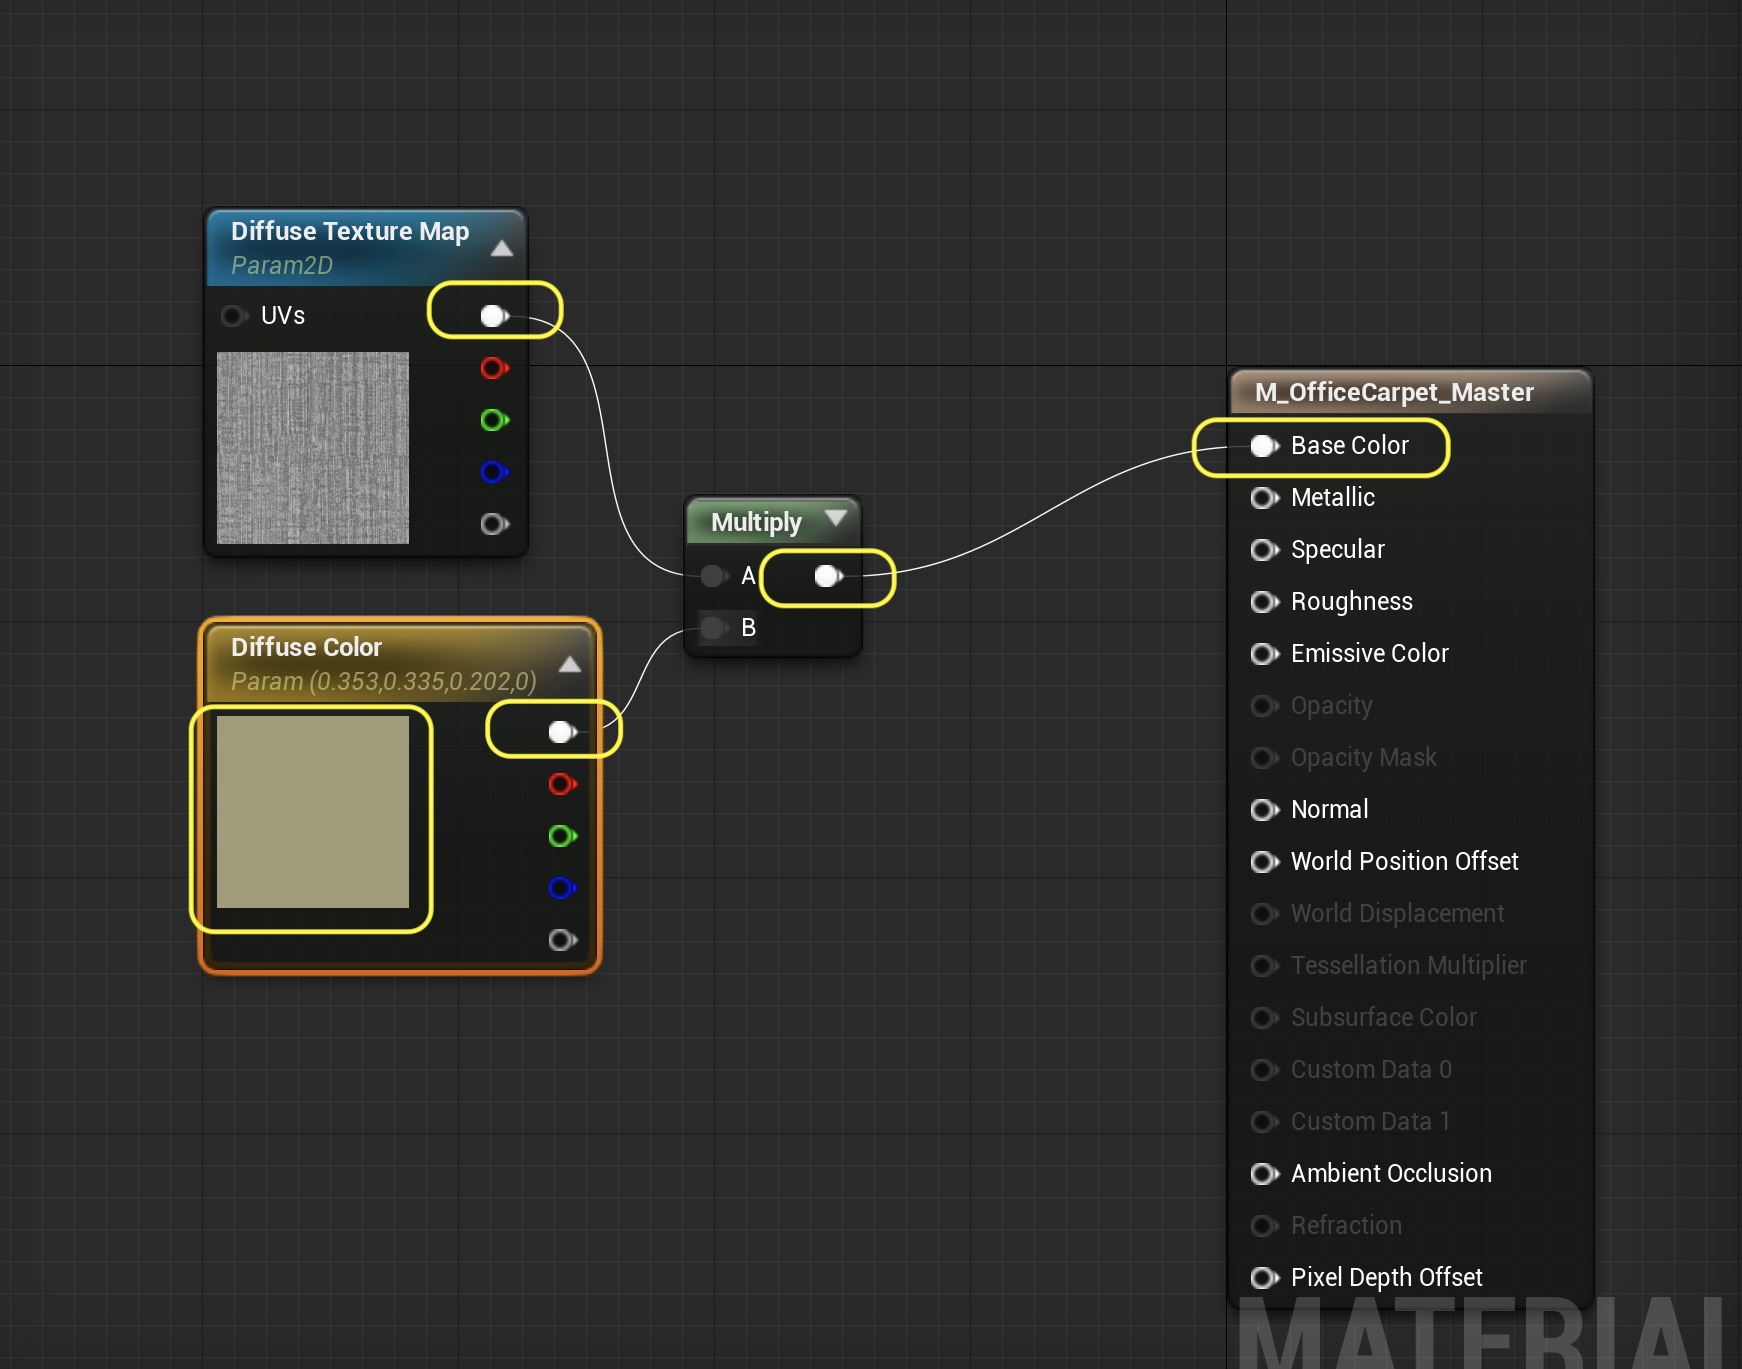 Diffuse Texture Map
Param2D
UVs
Diffuse Color
Param (0.353,0.335,0.202,0)
Multiply
A
B
M_OfficeCarpet_Master
Base Color
Metallic
Specular
Roughness
Emissive Color
Opacity
Opacity Mask
Normal
World Position Offset
World Displacement
Tessellation Multiplier
Subsurface Color
Custom Data 0
Custom Data 1
Ambient Occlusion
Refraction
Pixel Depth Offset
MATERIAL